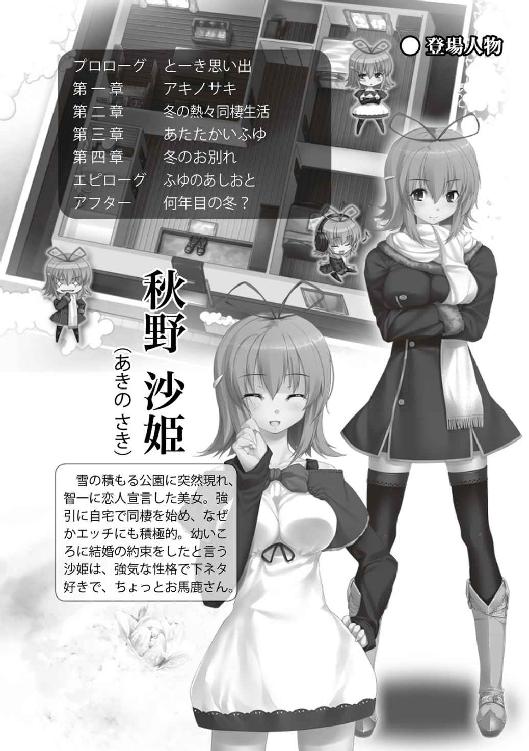 ●登場人物
プロローグ　とーき思い出
第一章　アキノサキ
第二章　冬の熱々同棲生活
第三章　あたたかいふゆ
第四章　冬のお別れ
エピローグ　ふゆのあしおと
アフター　何年目の冬？
秋野 沙姫
（あきの さき）
雪の積もる公園に突然現れ、
智一に恋人宣言した美女。強
引に自宅で同棲を始め、なぜ
かエッチにも積極的。幼いこ
ろに結婚の約束をしたと言う
沙姫は、強気な性格で下ネタ
好きで、ちょっとお馬鹿さん。